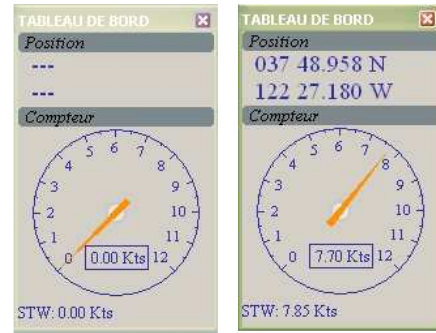 TABLEAU DE BORD
Position
---
---
Compteur
0 1 2 3 4 5 6 7 8 9 10 11 12
0.00 Kts
STW: 0.00 Kts
TABLEAU DE BORD
Position
037 48.958 N
122 27.180 W
Compteur
0 1 2 3 4 5 6 7 8 9 10 11 12
7.70 Kts
STW: 7.85 Kts